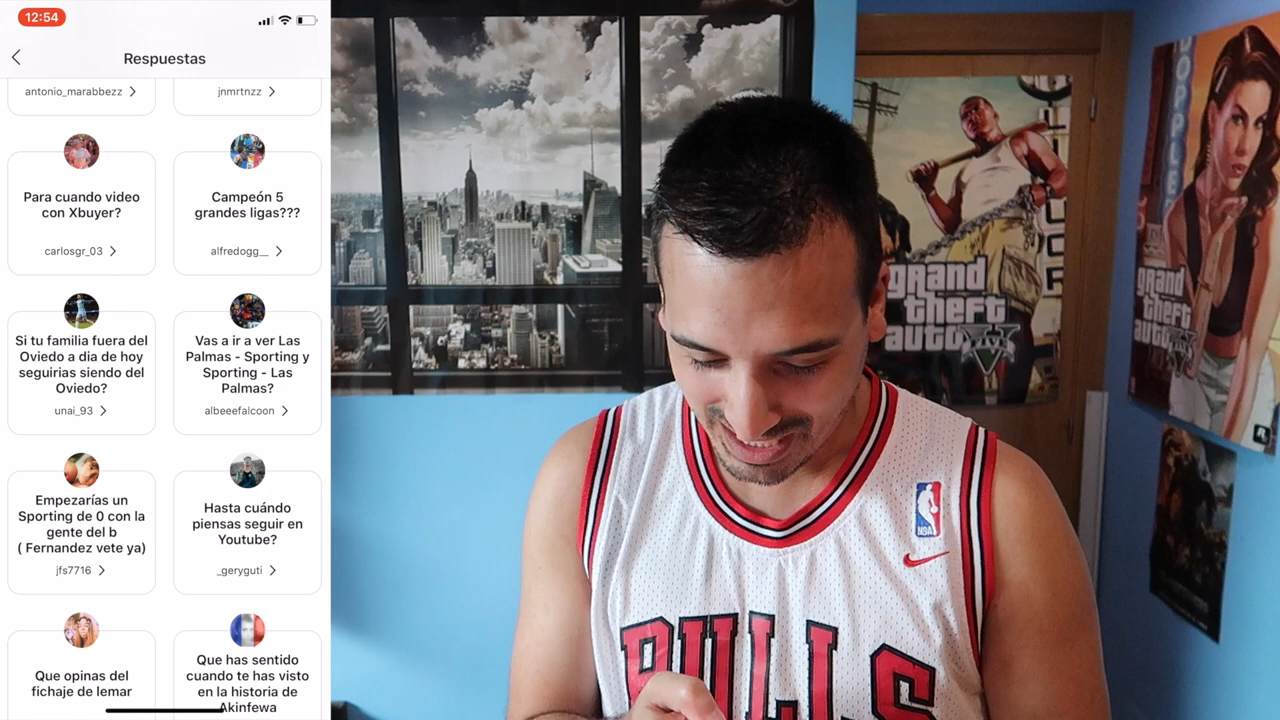 12:54
Respuestas
antonio_marabbezz
jnmrtnzz
Para cuando video
con Xbuyer?
carlosgr_03
Campeón 5
grandes ligas???
alfredogg__
Si tu familia fuera del
Oviedo a dia de hoy
seguirias siendo del
Oviedo?
unai_93
Vas a ir a ver Las
Palmas - Sporting y
Sporting - Las
Palmas?
albeeefalcoon
Empezarías un
Sporting de 0 con la
gente del b
( Fernandez vete ya)
jfs7716
Hasta cuándo
piensas seguir en
Youtube?
_geryguti
Que opinas del
fichaje de lemar
Que has sentido
cuando te has visto
en la historia de
Akinfewa
grand
theft
auto
V
grand
theft
auto
V
NBA
BULLS